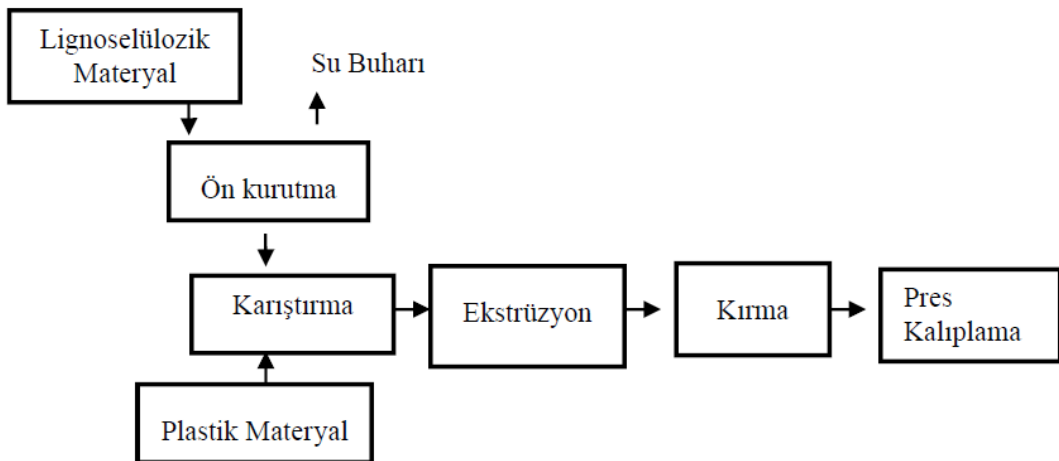 Lignoselülozik
Materyal
Su Buharı
Ön kurutma
Karıştırma
Ekstrüzyon
Kırma
Pres
Kalıplama
Plastik Materyal